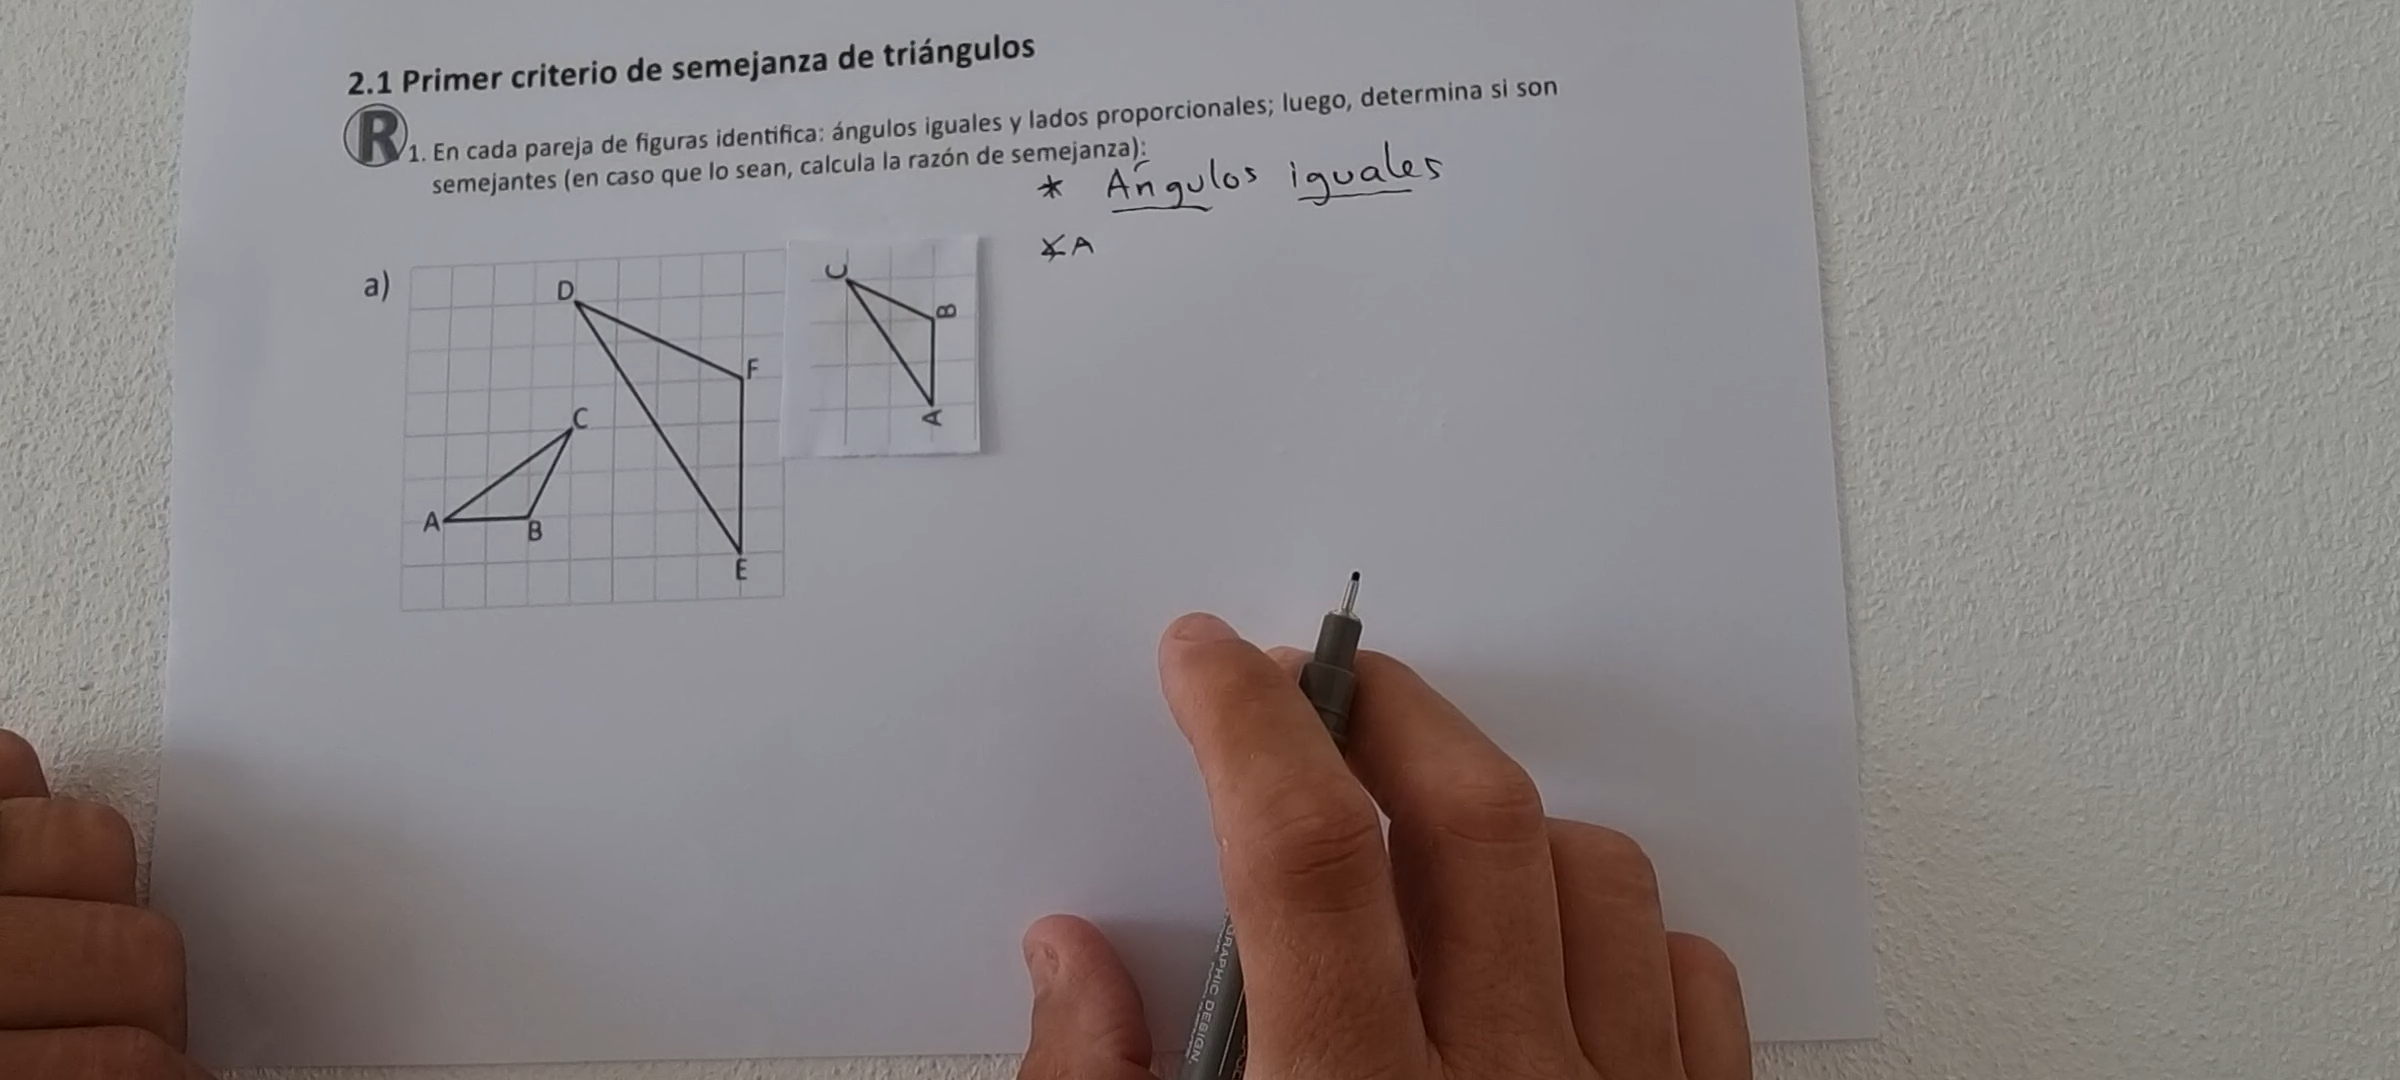 2.1 Primer criterio de semejanza de triángulos
R 1. En cada pareja de figuras identifica: ángulos iguales y lados proporcionales; luego, determina si son
semejantes (en caso que lo sean, calcula la razón de semejanza):
* Ángulos iguales
∡A
a)
D
F
C
A
B
E
C
B
A
GRAPHIC DESIGN